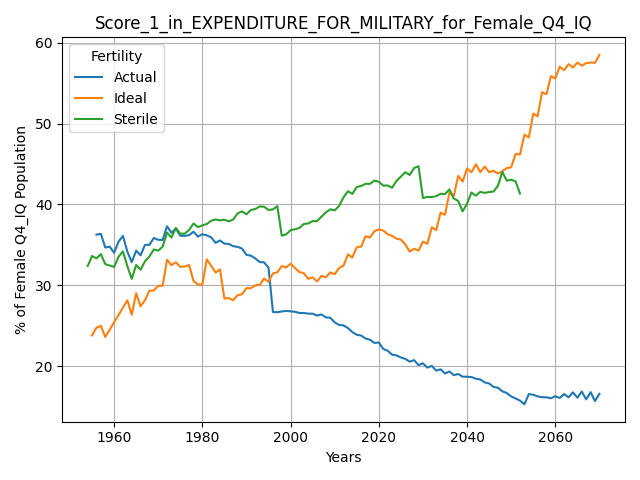 Score_1_in_EXPENDITURE_FOR_MILITARY_for_Female_Q4_IQ
Fertility
Actual
Ideal
Sterile
% of Female Q4_IQ Population
60
50
40
30
20
1960
1980
2000
2020
2040
2060
Years